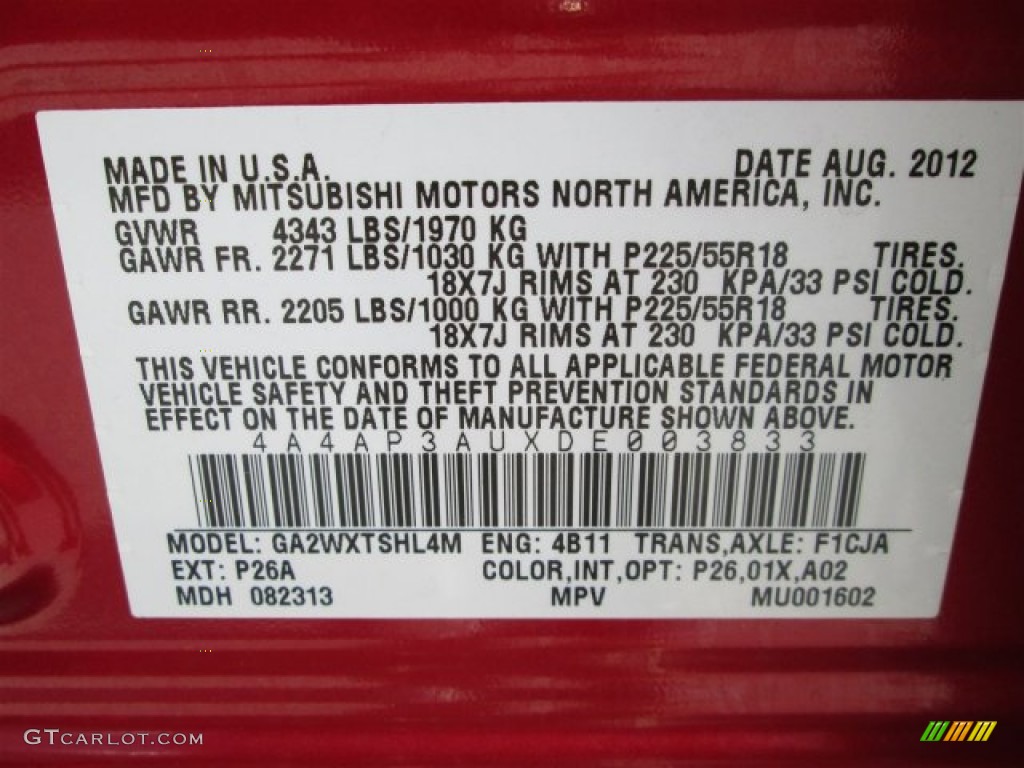 MADE IN U.S.A. DATE AUG. 2012
MFD BY MITSUBISHI MOTORS NORTH AMERICA, INC.
GVWR 4343 LBS/1970 KG
GAWR FR. 2271 LBS/1030 KG WITH P225/55R18 TIRES.
18X7J RIMS AT 230 KPA/33 PSI COLD.
GAWR RR. 2205 LBS/1000 KG WITH P225/55R18 TIRES.
18X7J RIMS AT 230 KPA/33 PSI COLD.
THIS VEHICLE CONFORMS TO ALL APPLICABLE FEDERAL MOTOR
VEHICLE SAFETY AND THEFT PREVENTION STANDARDS IN
EFFECT ON THE DATE OF MANUFACTURE SHOWN ABOVE.
4A4AP3AUXDE003833
MODEL: GA2WXTSHL4M ENG: 4B11 TRANS,AXLE: F1CJA
EXT: P26A COLOR,INT,OPT: P26,01X,A02
MDH 082313 MPV MU001602
GTCARLOT.COM